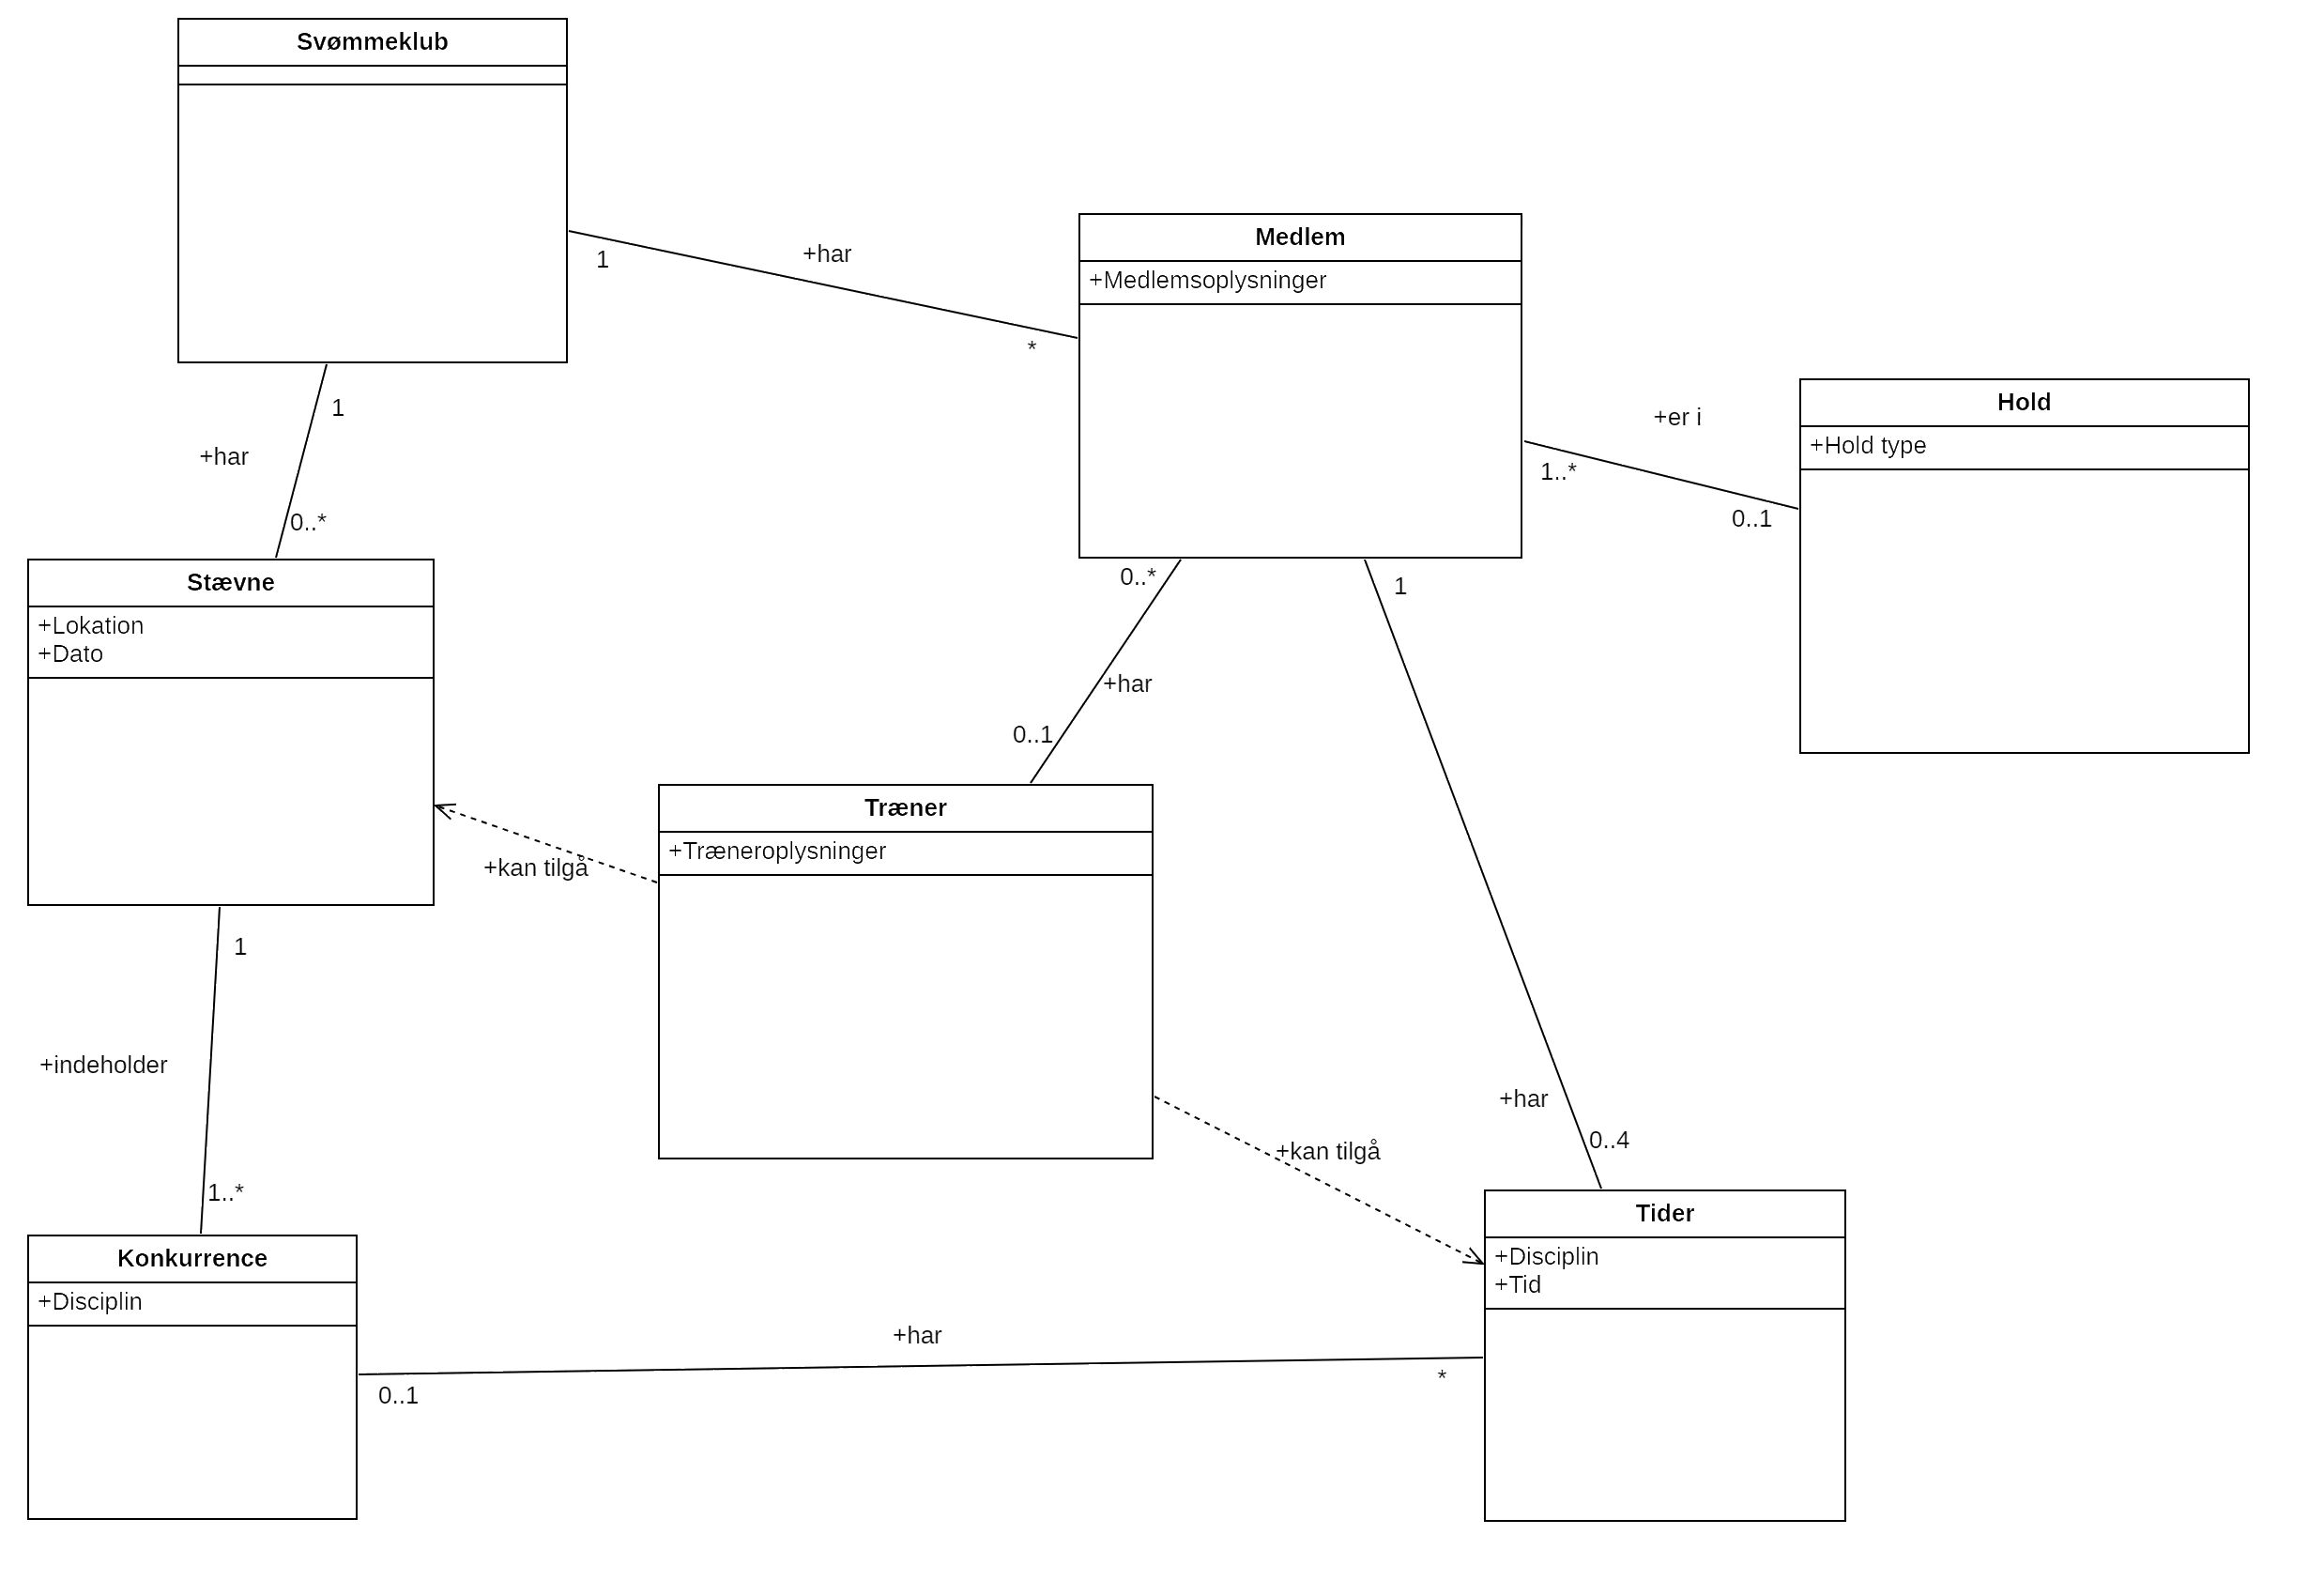 Svømmeklub
Medlem
+Medlemsoplysninger
+har
1
*
Hold
+Hold type
+er i
1..*
0..1
1
+har
0..*
Stævne
+Lokation
+Dato
0..*
+har
0..1
1
Træner
+Træneroplysninger
+kan tilgå
1
+indeholder
1..*
+har
0..4
+kan tilgå
Tider
+Disciplin
+Tid
Konkurrence
+Disciplin
+har
0..1
*